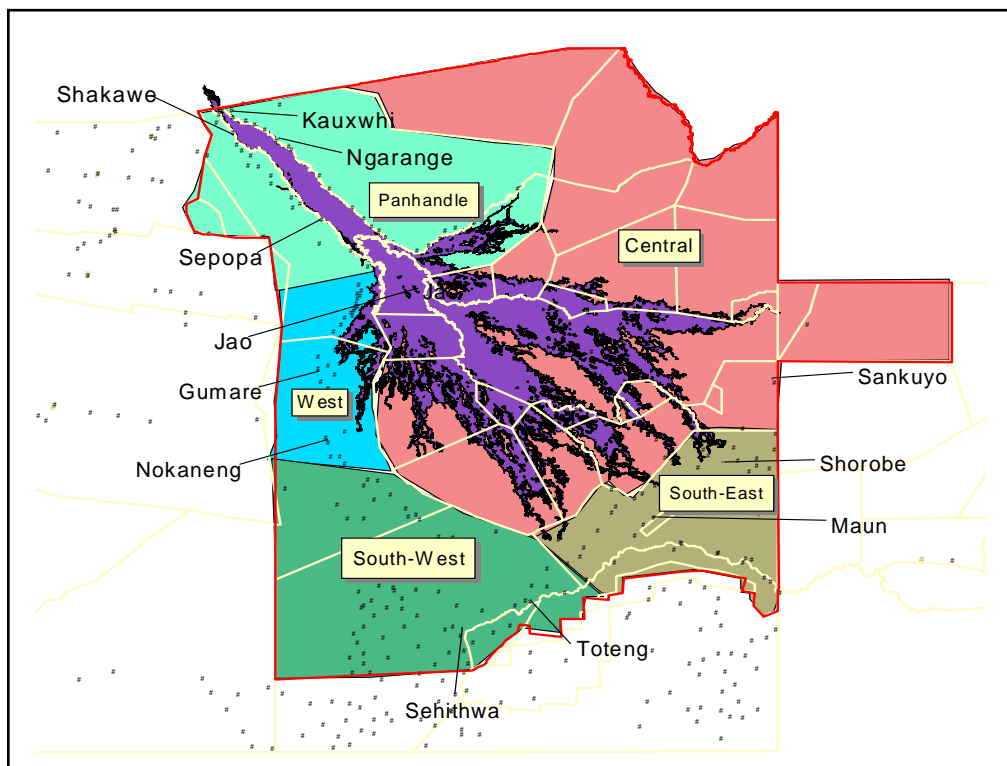 Shakawe
Kauxwhi
Ngarange
Panhandle
Sepopa
Central
Jao
Jao
Gumare
West
Sankuyo
Nokaneng
Shorobe
South-East
Maun
South-West
Toteng
Sehithwa